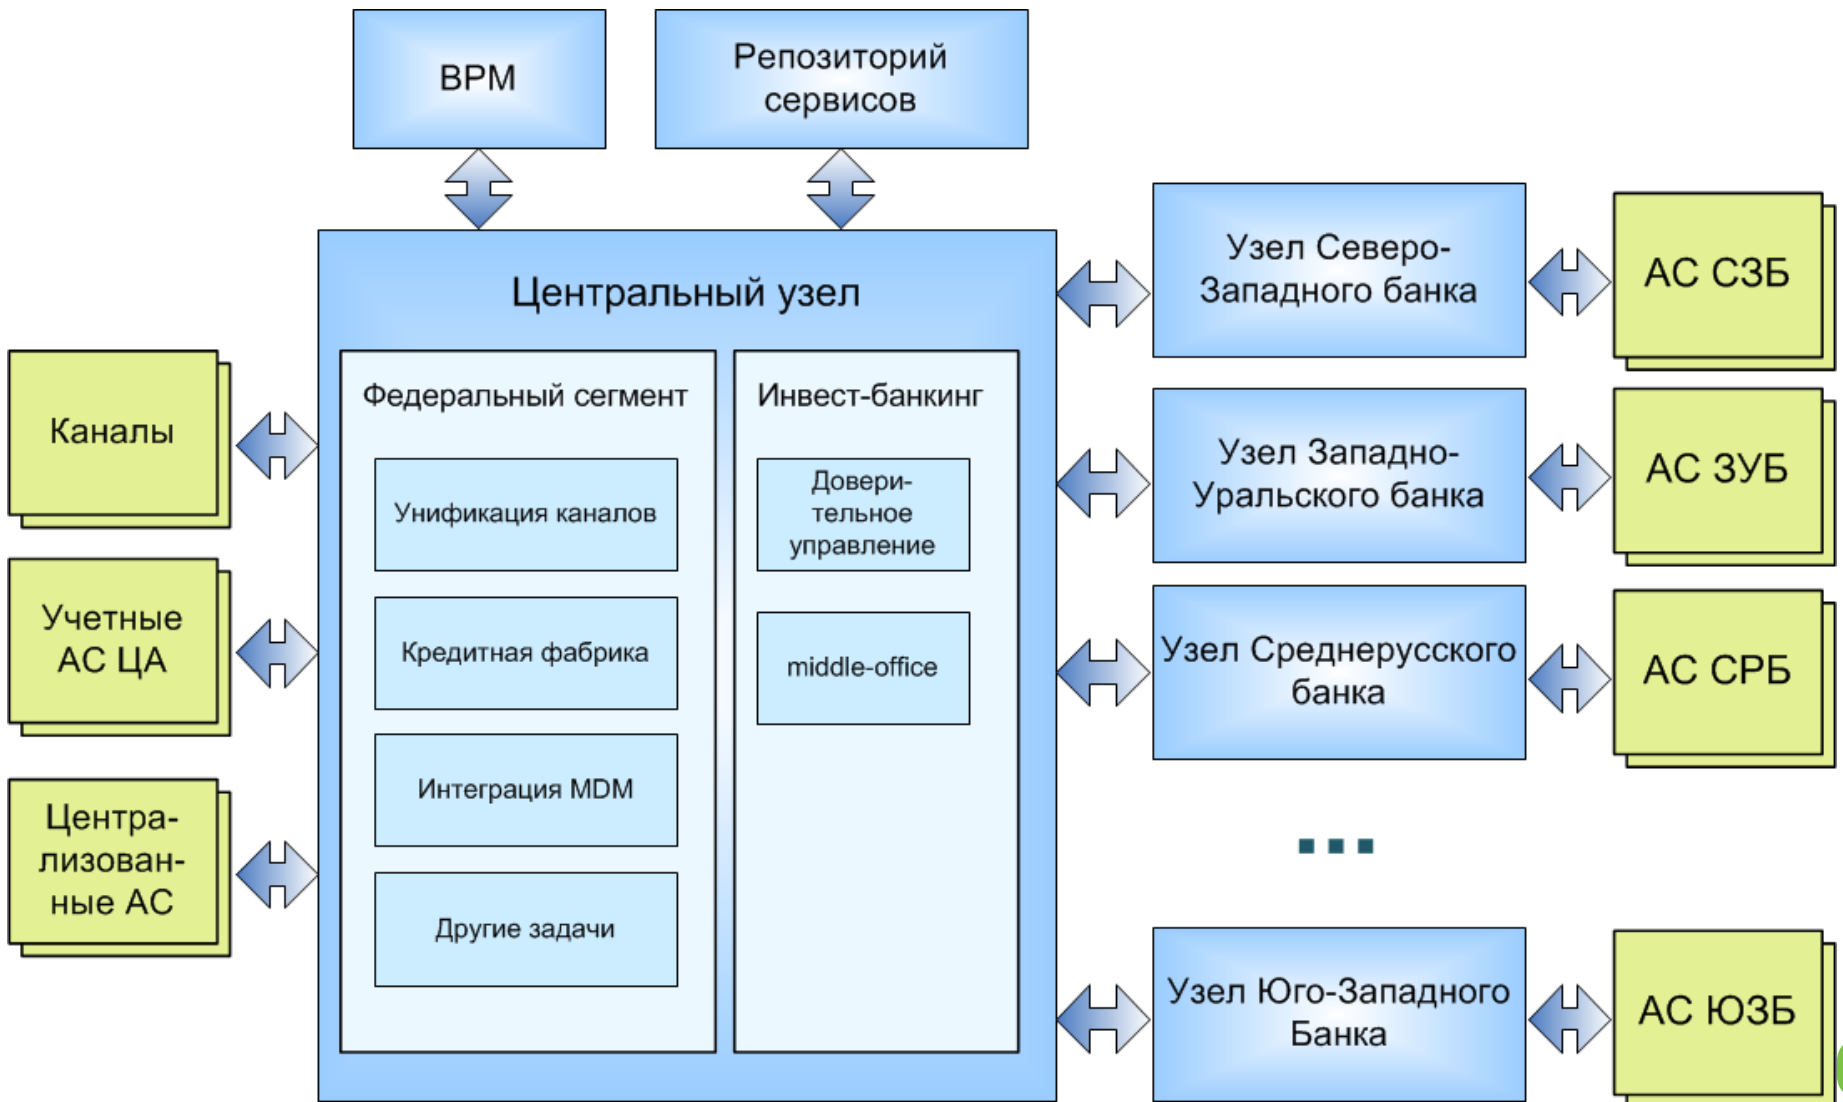 BPM
Репозиторий
сервисов
Центральный узел
Федеральный сегмент
Унификация каналов
Кредитная фабрика
Интеграция MDM
Другие задачи
Инвест-банкинг
Довери-
тельное
управление
middle-office
Каналы
Учетные
АС ЦА
Центра-
лизован-
ные АС
Узел Северо-
Западного банка
АС СЗБ
Узел Западно-
Уральского банка
АС ЗУБ
Узел Среднерусского
банка
АС СРБ
...
Узел Юго-Западного
Банка
АС ЮЗБ